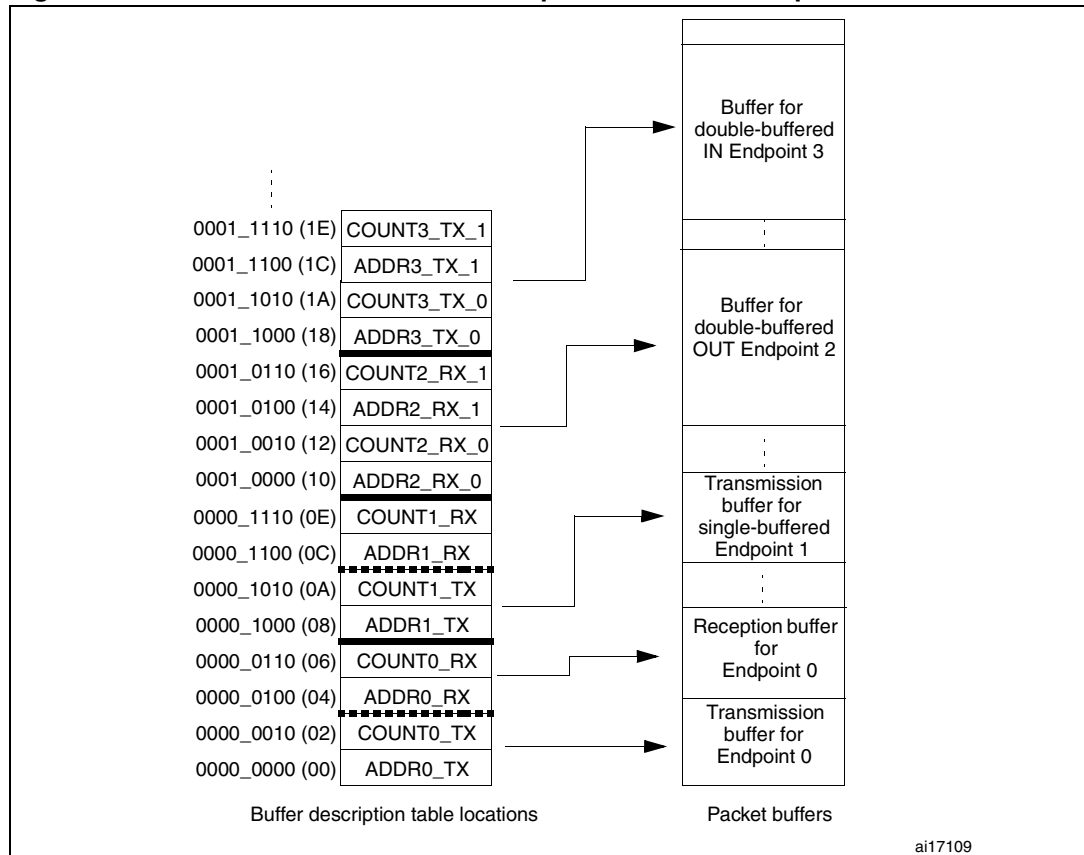 Buffer for
double-buffered
IN Endpoint 3
0001_1110 (1E) COUNT3_TX_1
0001_1100 (1C) ADDR3_TX_1
0001_1010 (1A) COUNT3_TX_0
0001_1000 (18) ADDR3_TX_0
0001_0110 (16) COUNT2_RX_1
0001_0100 (14) ADDR2_RX_1
0001_0010 (12) COUNT2_RX_0
0001_0000 (10) ADDR2_RX_0
0000_1110 (0E) COUNT1_RX
0000_1100 (0C) ADDR1_RX
0000_1010 (0A) COUNT1_TX
0000_1000 (08) ADDR1_TX
0000_0110 (06) COUNT0_RX
0000_0100 (04) ADDR0_RX
0000_0010 (02) COUNT0_TX
0000_0000 (00) ADDR0_TX
Buffer for
double-buffered
OUT Endpoint 2
Transmission
buffer for
single-buffered
Endpoint 1
Reception buffer
for
Endpoint 0
Transmission
buffer for
Endpoint 0
Buffer description table locations
Packet buffers
ai17109